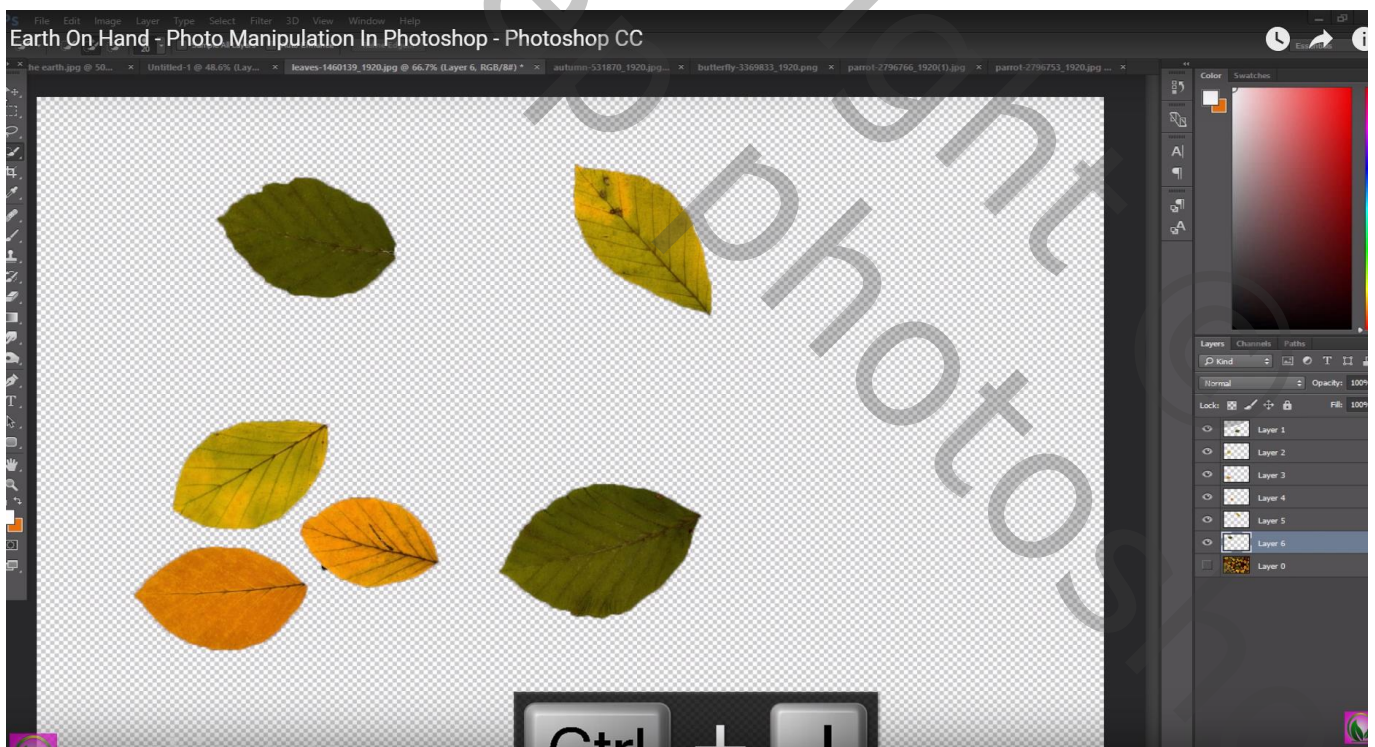 File Edit Image Layer Type Select Filter 3D View Window Help
Earth On Hand - Photo Manipulation In Photoshop - Photoshop CC
he earth.jpg @ 50... × Untitled-1 @ 48.6% (Lay... × leaves-1460139_1920.jpg @ 66.7% (Layer 6, RGB/8#) * × autumn-531870_1920.jpg... × butterfly-3369833_1920.png × parrot-2796766_1920(1).jpg × parrot-2796753_1920.jpg ... ×
Color Swatches
Layers Channels Paths
Kind
Normal Opacity: 100%
Lock: Fill: 100%
Layer 1
Layer 2
Layer 3
Layer 4
Layer 5
Layer 6
Layer 0
Ctrl +
photosh